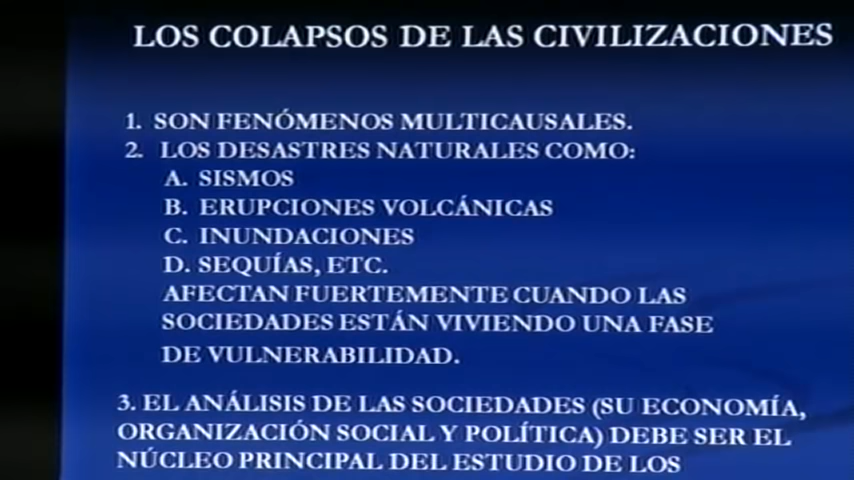 LOS COLAPSOS DE LAS CIVILIZACIONES
1. SON FENÓMENOS MULTICAUSALES.
2. LOS DESASTRES NATURALES COMO:
A. SISMOS
B. ERUPCIONES VOLCÁNICAS
C. INUNDACIONES
D. SEQUÍAS, ETC.
AFECTAN FUERTEMENTE CUANDO LAS
SOCIEDADES ESTÁN VIVIENDO UNA FASE
DE VULNERABILIDAD.
3. EL ANÁLISIS DE LAS SOCIEDADES (SU ECONOMÍA,
ORGANIZACIÓN SOCIAL Y POLÍTICA) DEBE SER EL
NÚCLEO PRINCIPAL DEL ESTUDIO DE LOS